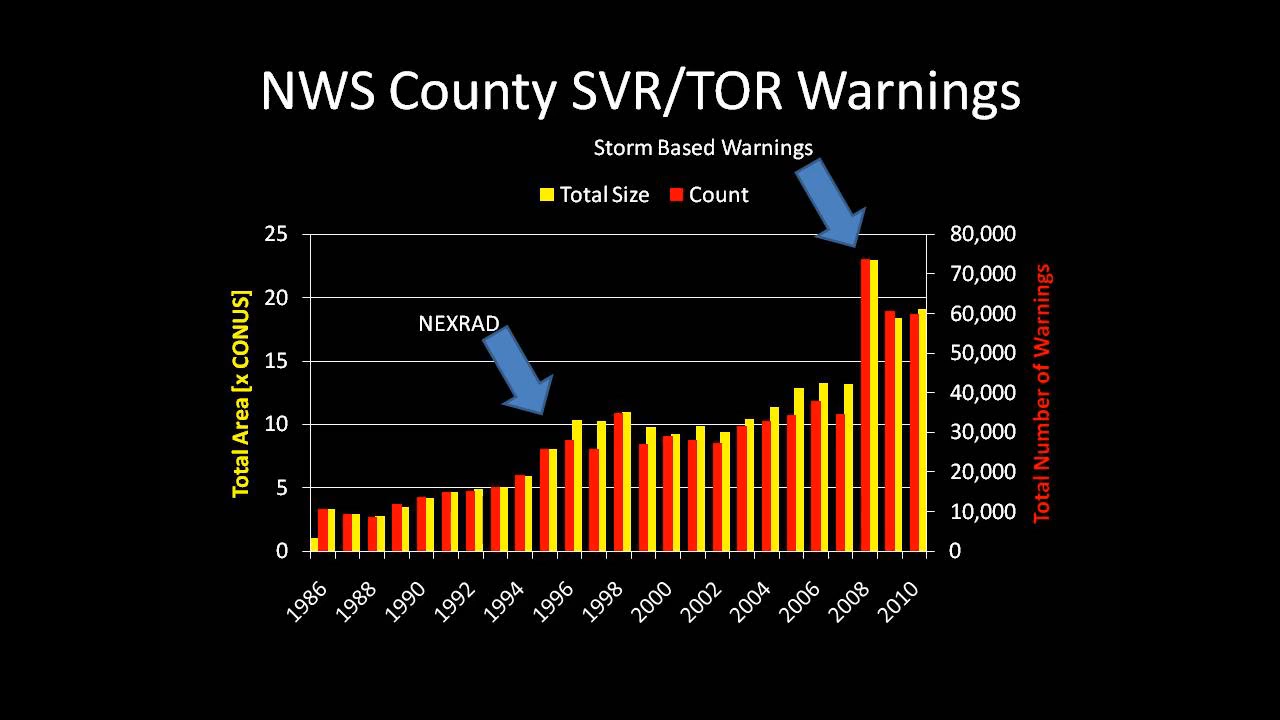 NWS County SVR/TOR Warnings
Storm Based Warnings
Total Size Count
NEXRAD
Total Area [x CONUS]
25
20
15
10
5
0
80,000
70,000
60,000
50,000
40,000
30,000
20,000
10,000
0
Total Number of Warnings
1986 1988 1990 1992 1994 1996 1998 2000 2002 2004 2006 2008 2010